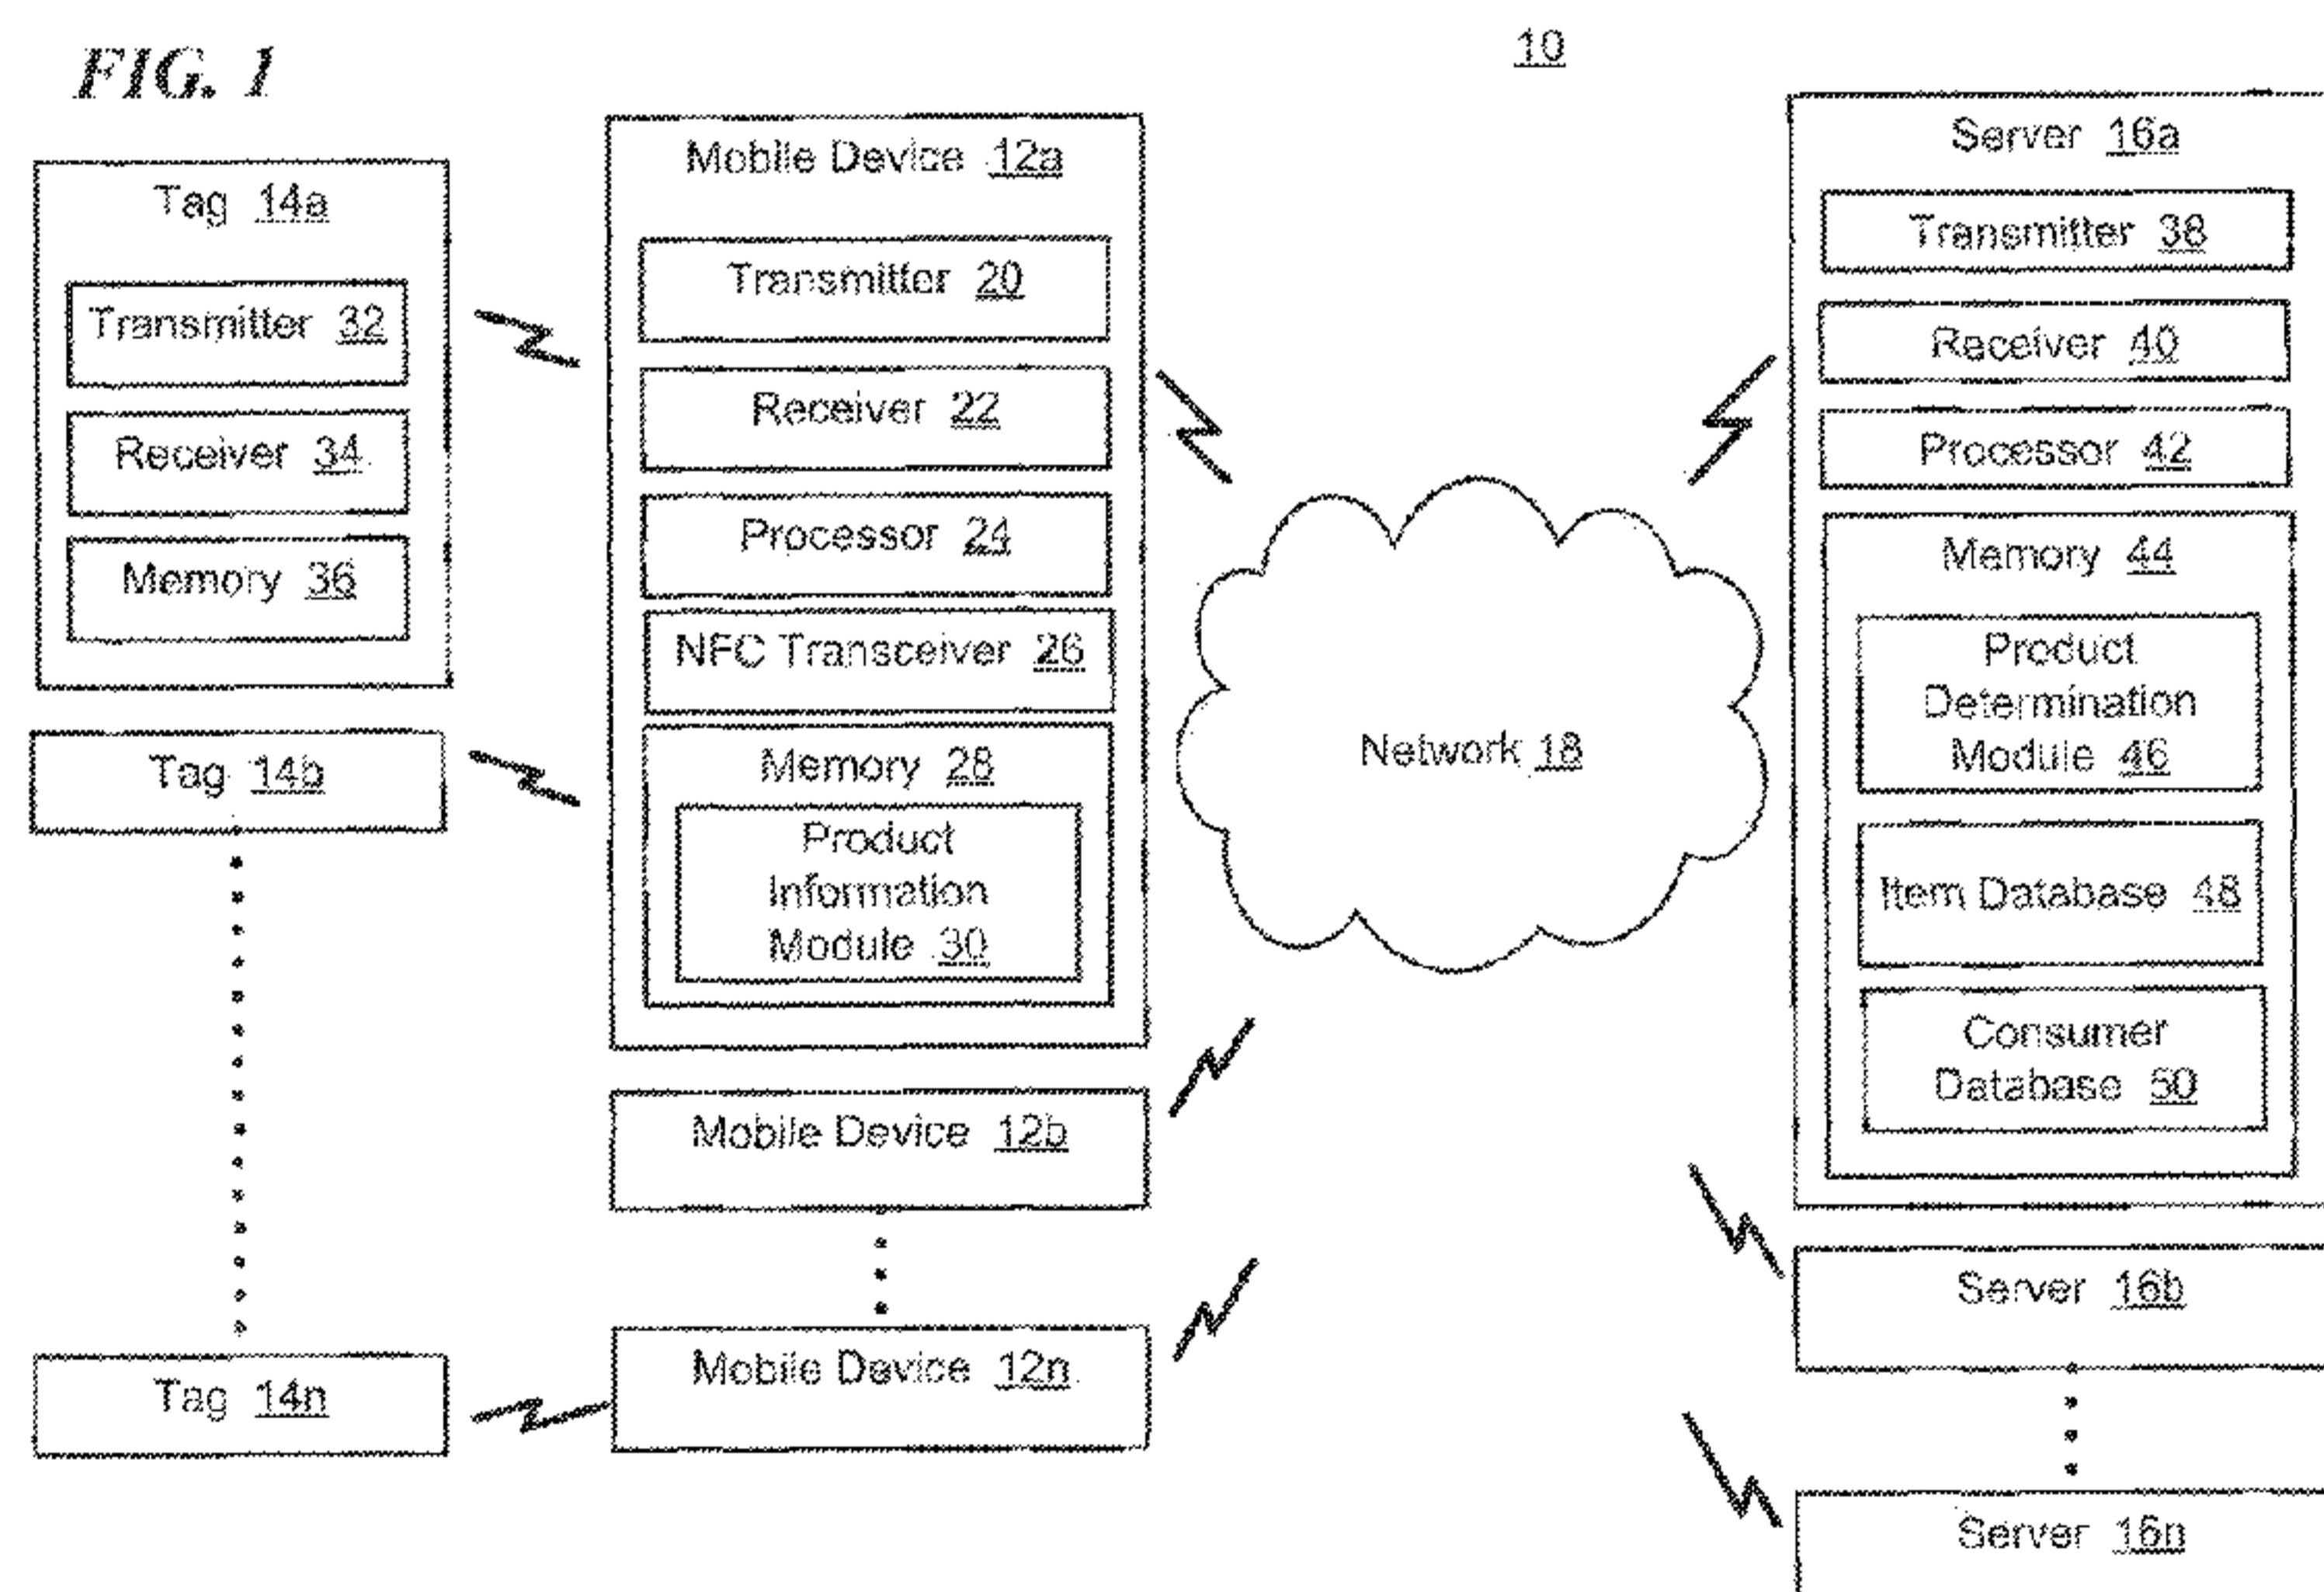 FIG. 1
10
Tag 14a
Transmitter 32
Receiver 34
Memory 36
Tag 14b
Tag 14n
Mobile Device 12a
Transmitter 20
Receiver 22
Processor 24
NFC Transceiver 26
Memory 28
Product
Information
Module 30
Mobile Device 12b
Mobile Device 12n
Network 18
Server 16a
Transmitter 38
Receiver 40
Processor 42
Memory 44
Product
Determination
Module 46
Item Database 48
Consumer
Database 50
Server 16b
Server 16n